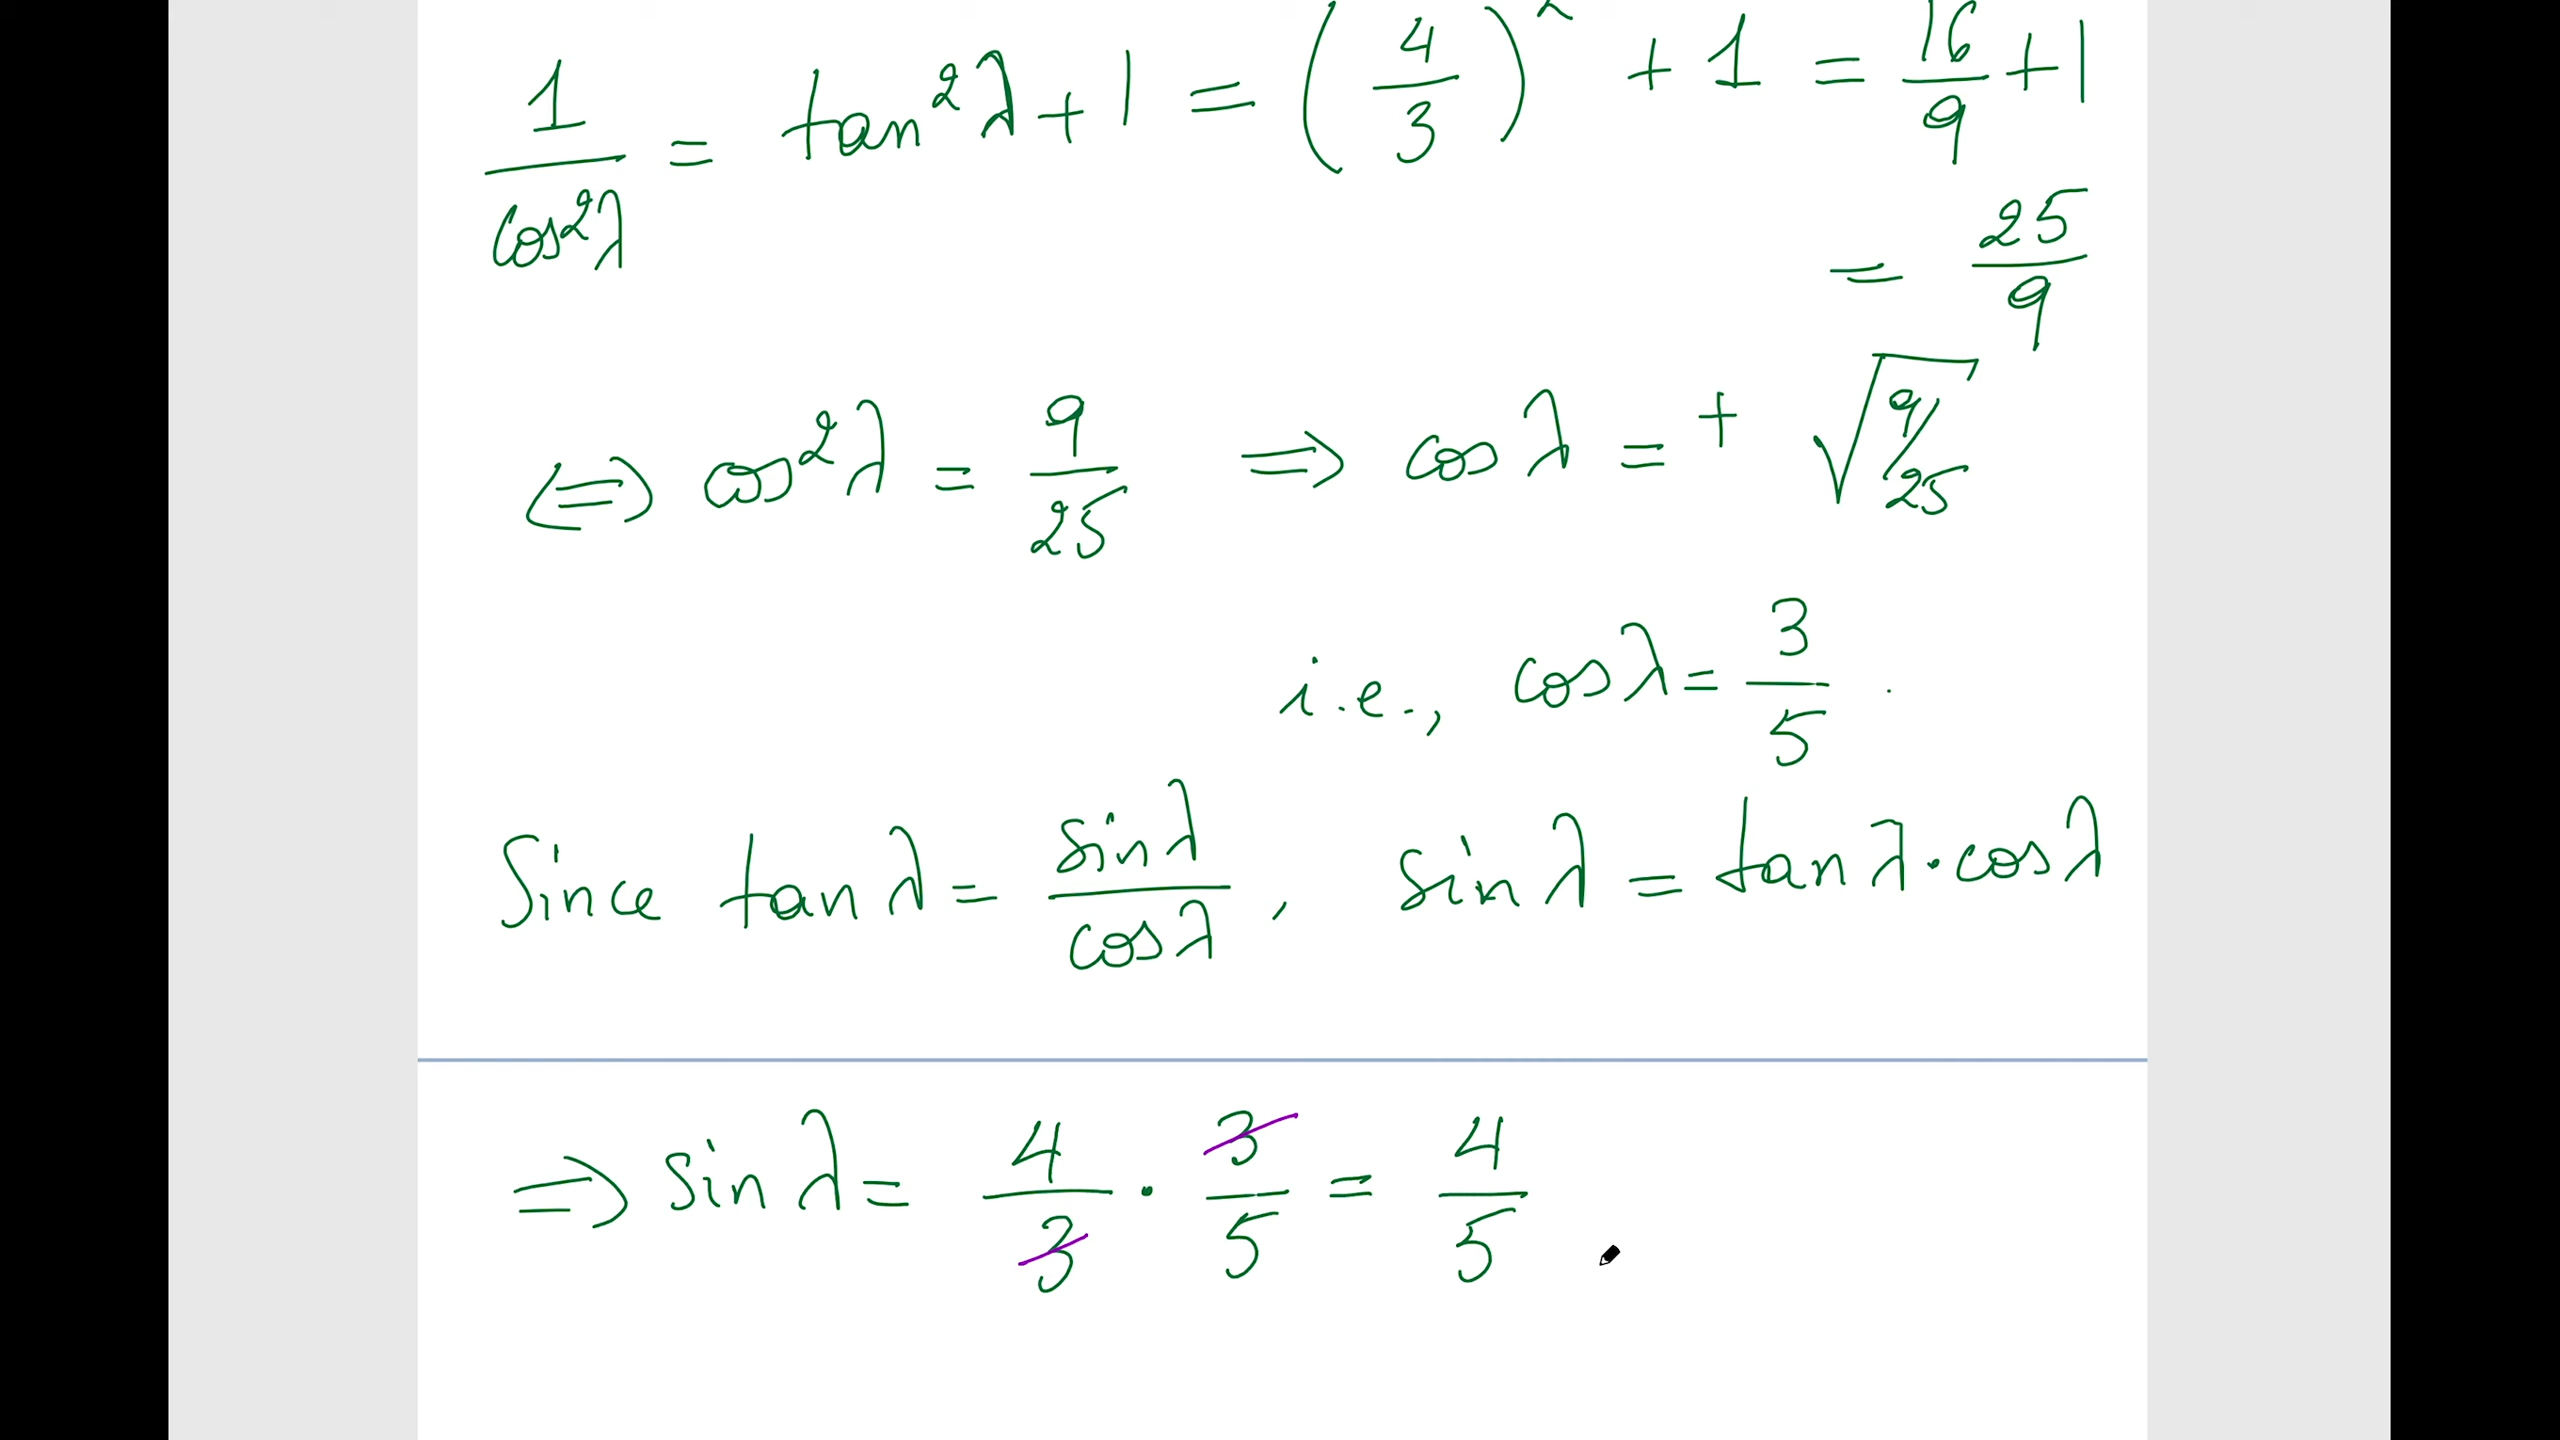 1/cos²λ = tan²λ + 1 = (4/3)² + 1 = 16/9 + 1
= 25/9
⇔ cos²λ = 9/25 ⇒ cos λ = + √(9/25)
i.e., cos λ = 3/5 .
Since tan λ = sin λ/cos λ , sin λ = tan λ · cos λ
⇒ sin λ = 4/3 · 3/5 = 4/5